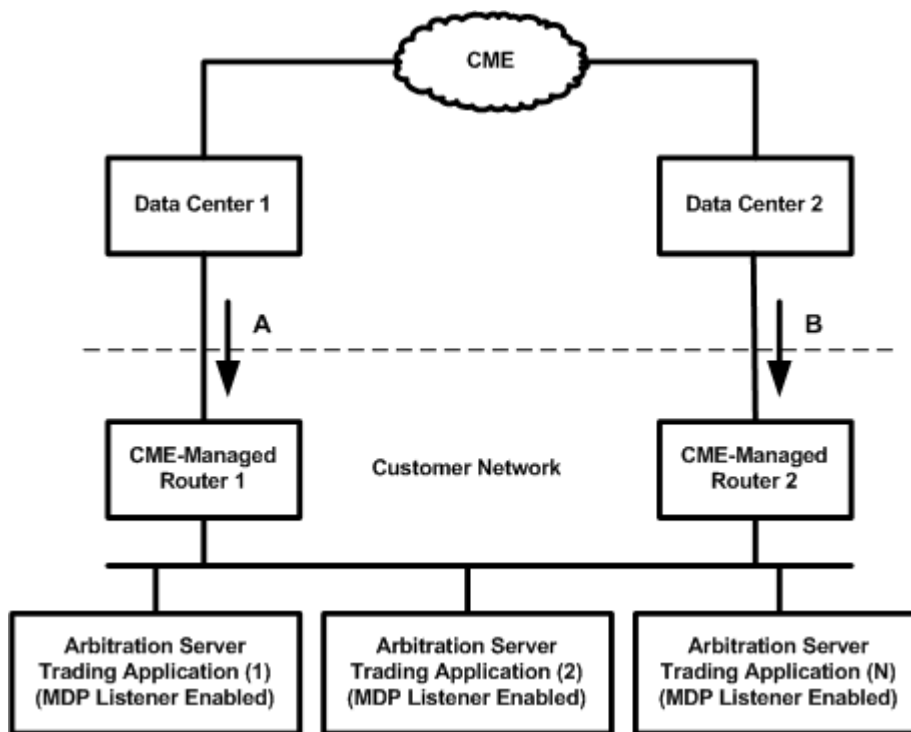 CME
Data Center 1
Data Center 2
A
B
CME-Managed
Router 1
Customer Network
CME-Managed
Router 2
Arbitration Server
Trading Application (1)
(MDP Listener Enabled)
Arbitration Server
Trading Application (2)
(MDP Listener Enabled)
Arbitration Server
Trading Application (N)
(MDP Listener Enabled)